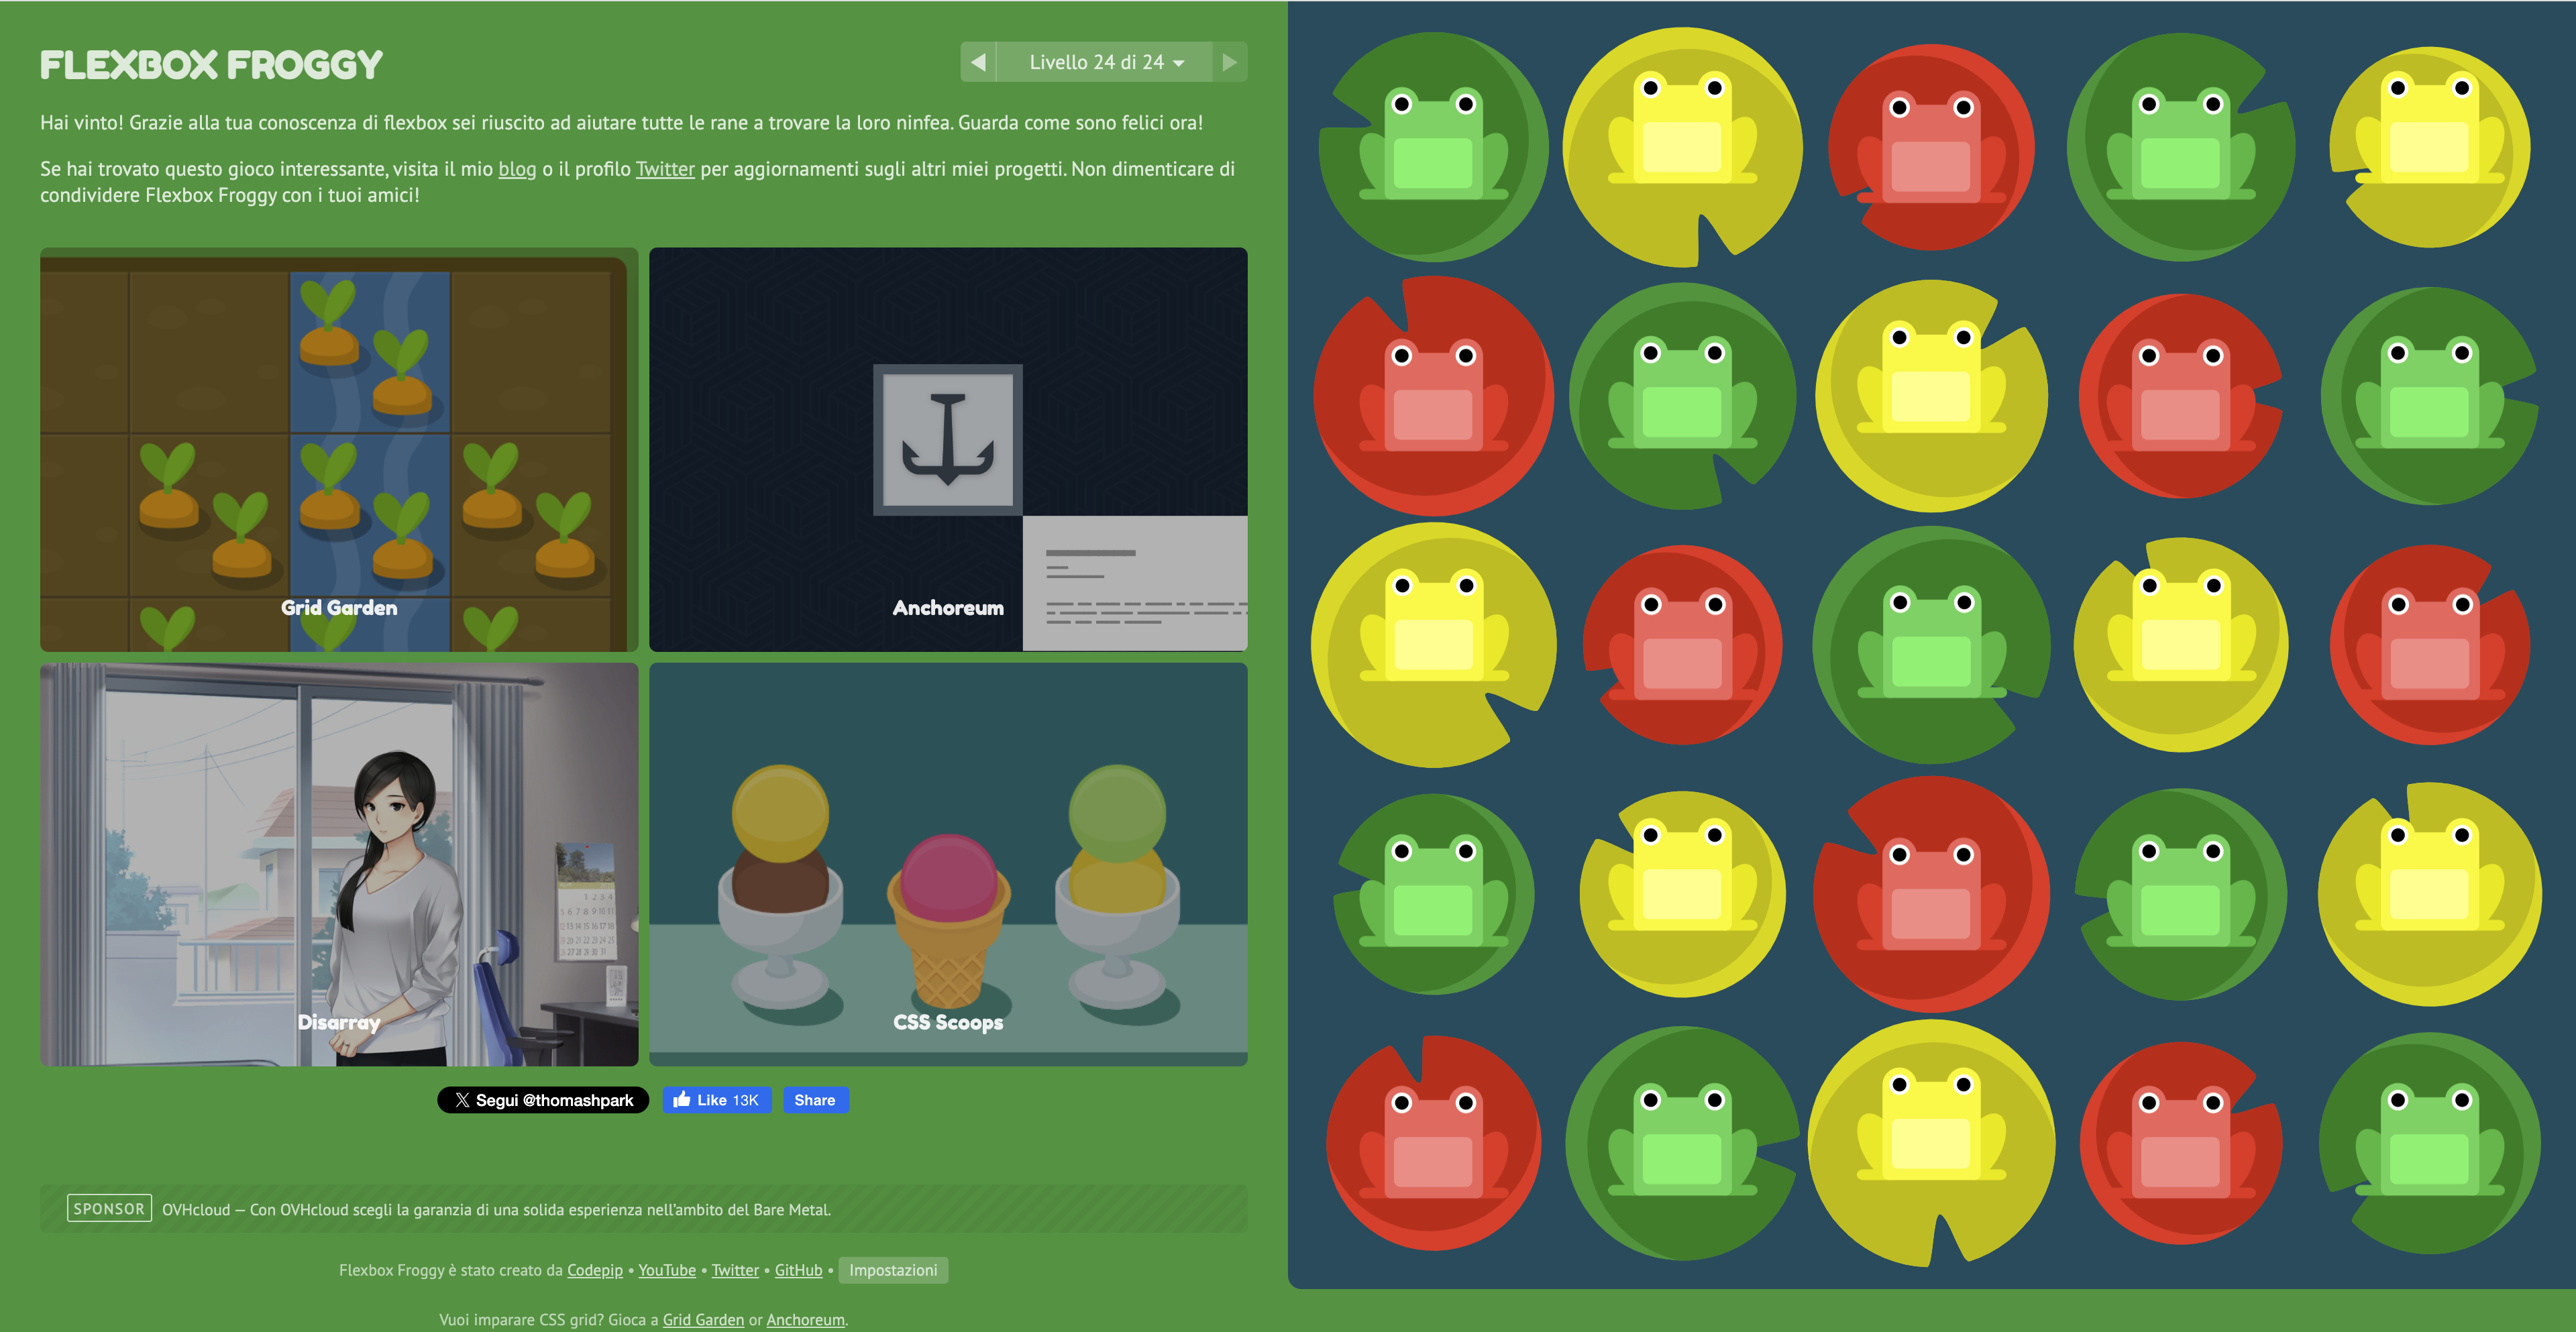 FLEXBOX FROGGY
Livello 24 di 24
Hai vinto! Grazie alla tua conoscenza di flexbox sei riuscito ad aiutare tutte le rane a trovare la loro ninfea. Guarda come sono felici ora!
Se hai trovato questo gioco interessante, visita il mio blog o il profilo Twitter per aggiornamenti sugli altri miei progetti. Non dimenticare di
condividere Flexbox Froggy con i tuoi amici!
Grid Garden
Anchoreum
Disarray
CSS Scoops
Segui @thomashpark
Like 13K
Share
SPONSOR OVHcloud — Con OVHcloud scegli la garanzia di una solida esperienza nell'ambito del Bare Metal.
Flexbox Froggy è stato creato da Codepip • YouTube • Twitter • GitHub • Impostazioni
Vuoi imparare CSS grid? Gioca a Grid Garden or Anchoreum.